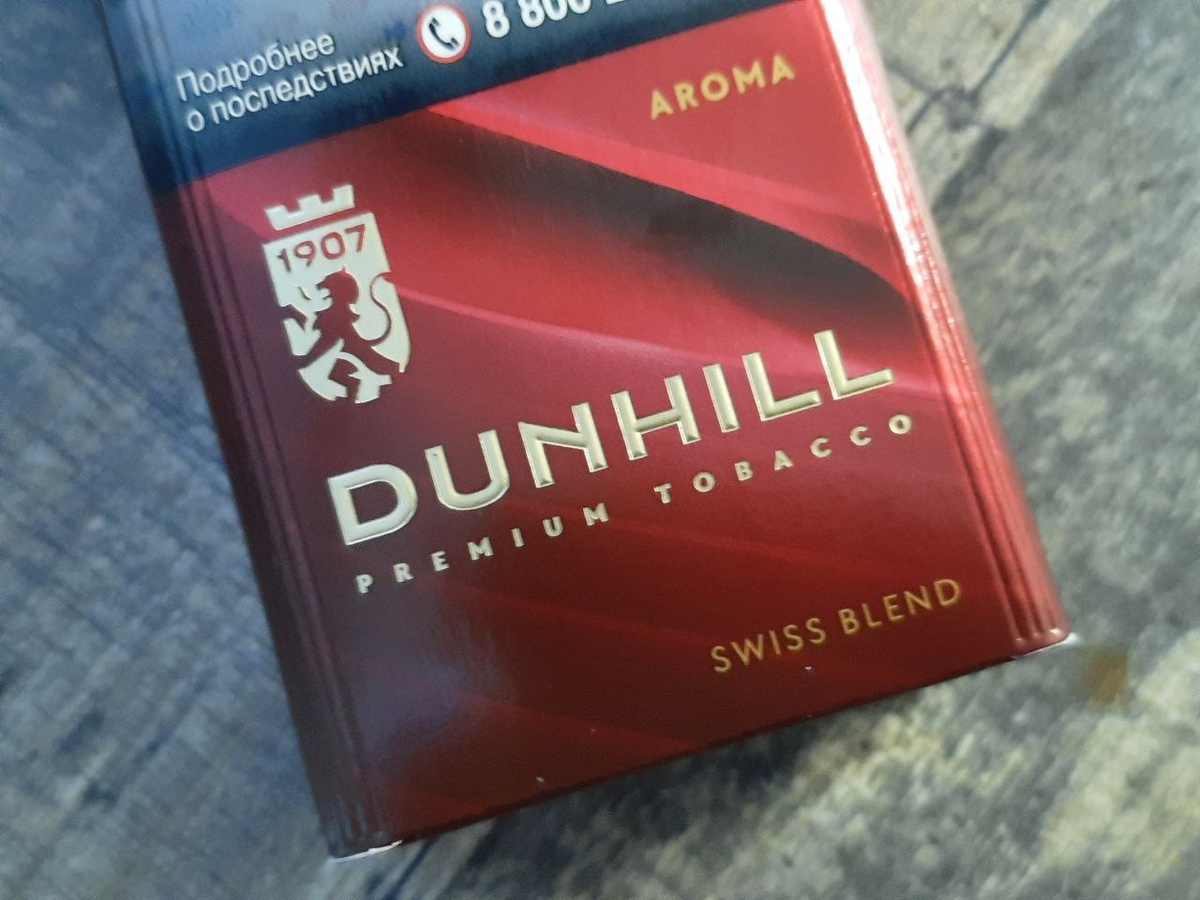 Подробнее
о последствиях
8 800
AROMA
1907
DUNHILL
PREMIUM TOBACCO
SWISS BLEND